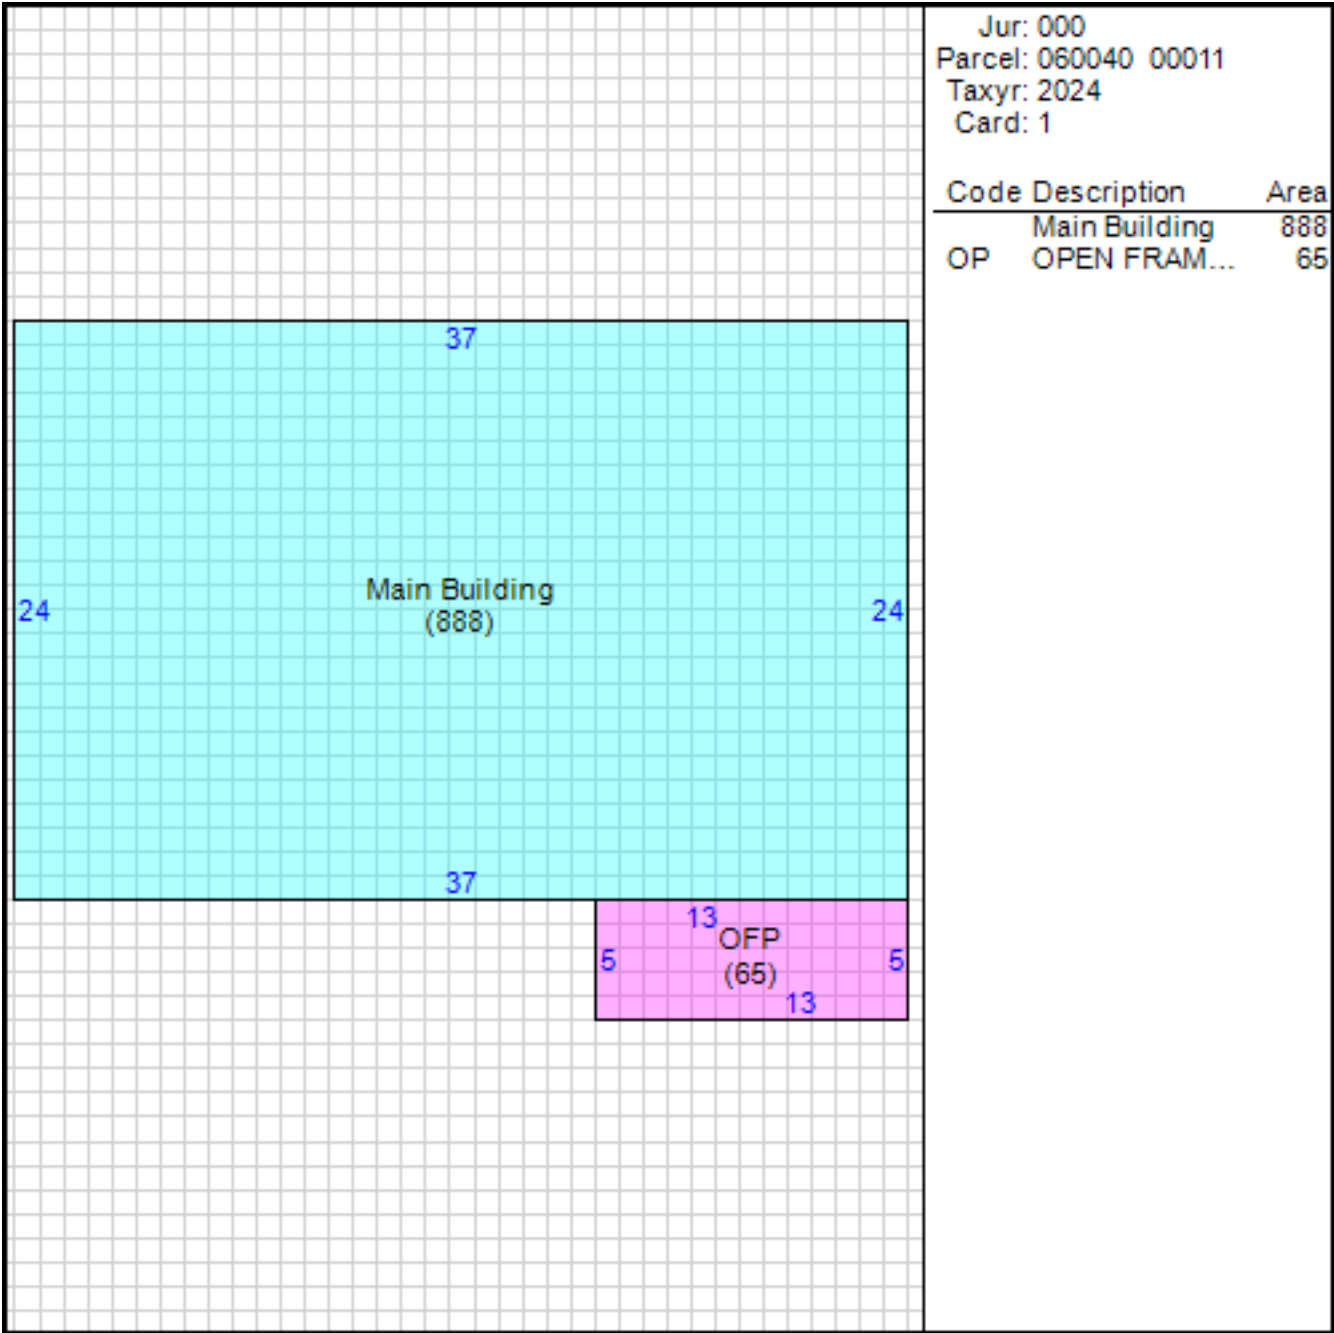 Jur: 000
Parcel: 060040 00011
Taxyr: 2024
Card: 1
Code Description Area
Main Building 888
OP OPEN FRAM... 65
37
Main Building
(888)
24
24
37
13
OFP
5
5
(65)
13